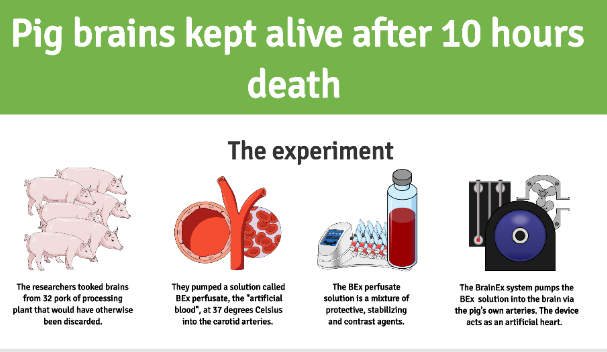 Pig brains kept alive after 10 hours
death
The experiment
The researchers tooked brains
from 32 pork of processing
plant that would have otherwise
been discarded.
They pumped a solution called
BEx perfusate, the "artificial
blood", at 37 degrees Celsius
into the carotid arteries.
The BEx perfusate
solution is a mixture of
protective, stabilizing
and contrast agents.
The BrainEx system pumps the
BEx solution into the brain via
the pig's own arteries. The device
acts as an artificial heart.